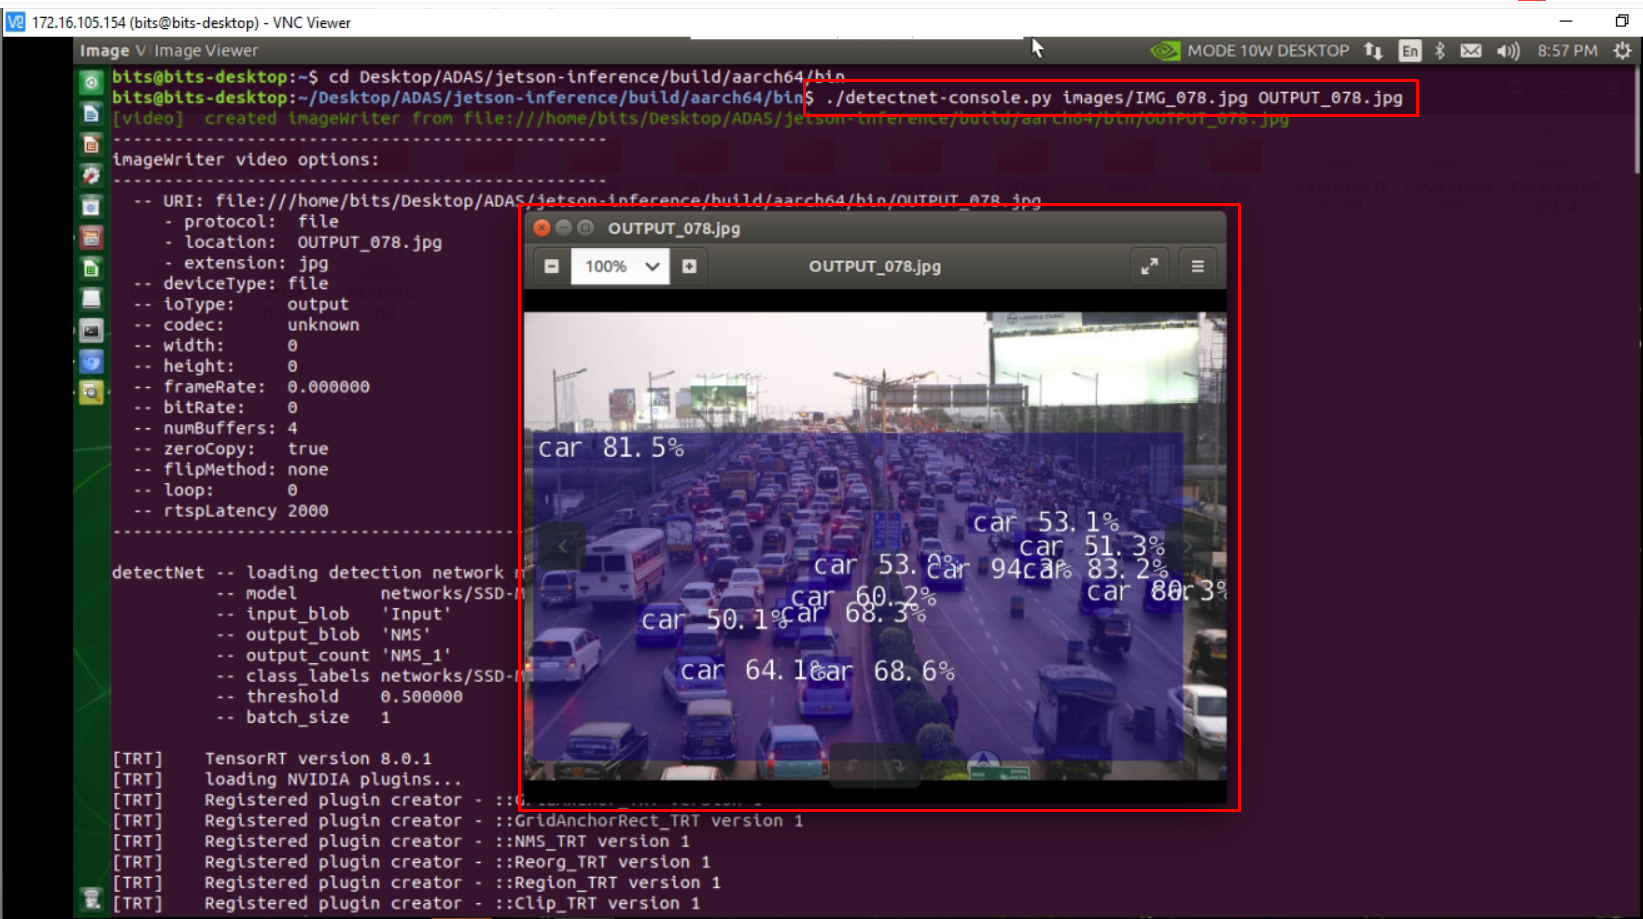 172.16.105.154 (bits@bits-desktop) - VNC Viewer
Image V Image Viewer
MODE 10W DESKTOP En 8:57 PM
bits@bits-desktop:~$ cd Desktop/ADAS/jetson-inference/build/aarch64/bin
bits@bits-desktop:~/Desktop/ADAS/jetson-inference/build/aarch64/bin$ ./detectnet-console.py images/IMG_078.jpg OUTPUT_078.jpg
[video] created imageWriter from file:///home/bits/Desktop/ADAS/jetson-inference/build/aarch64/bin/OUTPUT_078.jpg
------------------------------------------------
imageWriter video options:
------------------------------------------------
-- URI: file:///home/bits/Desktop/ADAS/jetson-inference/build/aarch64/bin/OUTPUT_078.jpg
- protocol: file
- location: OUTPUT_078.jpg
- extension: jpg
-- deviceType: file
-- ioType: output
-- codec: unknown
-- width: 0
-- height: 0
-- frameRate: 0.000000
-- bitRate: 0
-- numBuffers: 4
-- zeroCopy: true
-- flipMethod: none
-- loop: 0
-- rtspLatency 2000
------------------------------------------------
detectNet -- loading detection network
-- model networks/SSD-M
-- input_blob 'Input'
-- output_blob 'NMS'
-- output_count 'NMS_1'
-- class_labels networks/SSD-M
-- threshold 0.500000
-- batch_size 1
[TRT] TensorRT version 8.0.1
[TRT] loading NVIDIA plugins...
[TRT] Registered plugin creator - ::GridAnchor_TRT version 1
[TRT] Registered plugin creator - ::GridAnchorRect_TRT version 1
[TRT] Registered plugin creator - ::NMS_TRT version 1
[TRT] Registered plugin creator - ::Reorg_TRT version 1
[TRT] Registered plugin creator - ::Region_TRT version 1
[TRT] Registered plugin creator - ::Clip_TRT version 1
OUTPUT_078.jpg
100% OUTPUT_078.jpg
car 81.5%
car 53.1%
car 51.3%
car 53.0% car 94.3% car 83.2%
car 60.2% car 80.3%
car 50.1% car 68.3%
car 64.1% car 68.6%